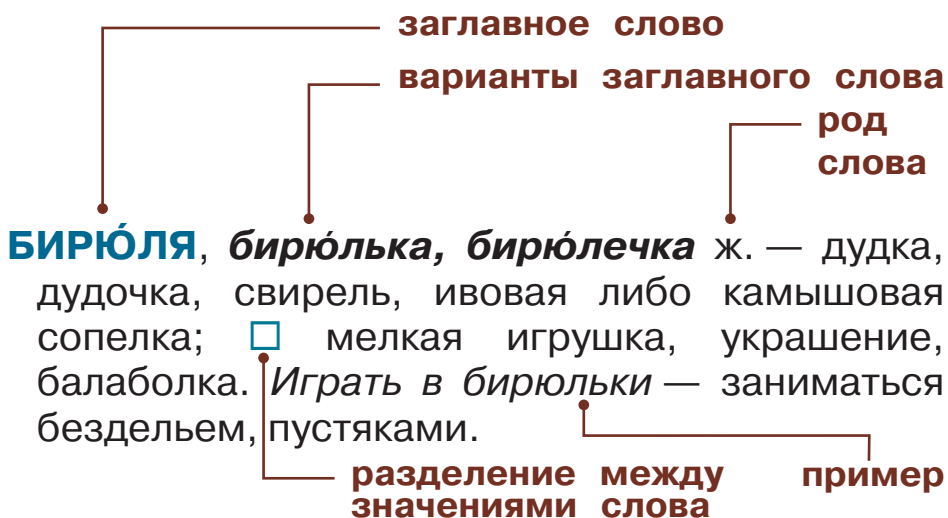 заглавное слово
варианты заглавного слова
род
слова
БИРЮ́ЛЯ, бирю́лька, бирю́лечка ж. — дудка,
дудочка, свирель, ивовая либо камышовая
сопелка; □ мелкая игрушка, украшение,
балаболка. Играть в бирюльки — заниматься
бездельем, пустяками.
разделение между
значениями слова
пример